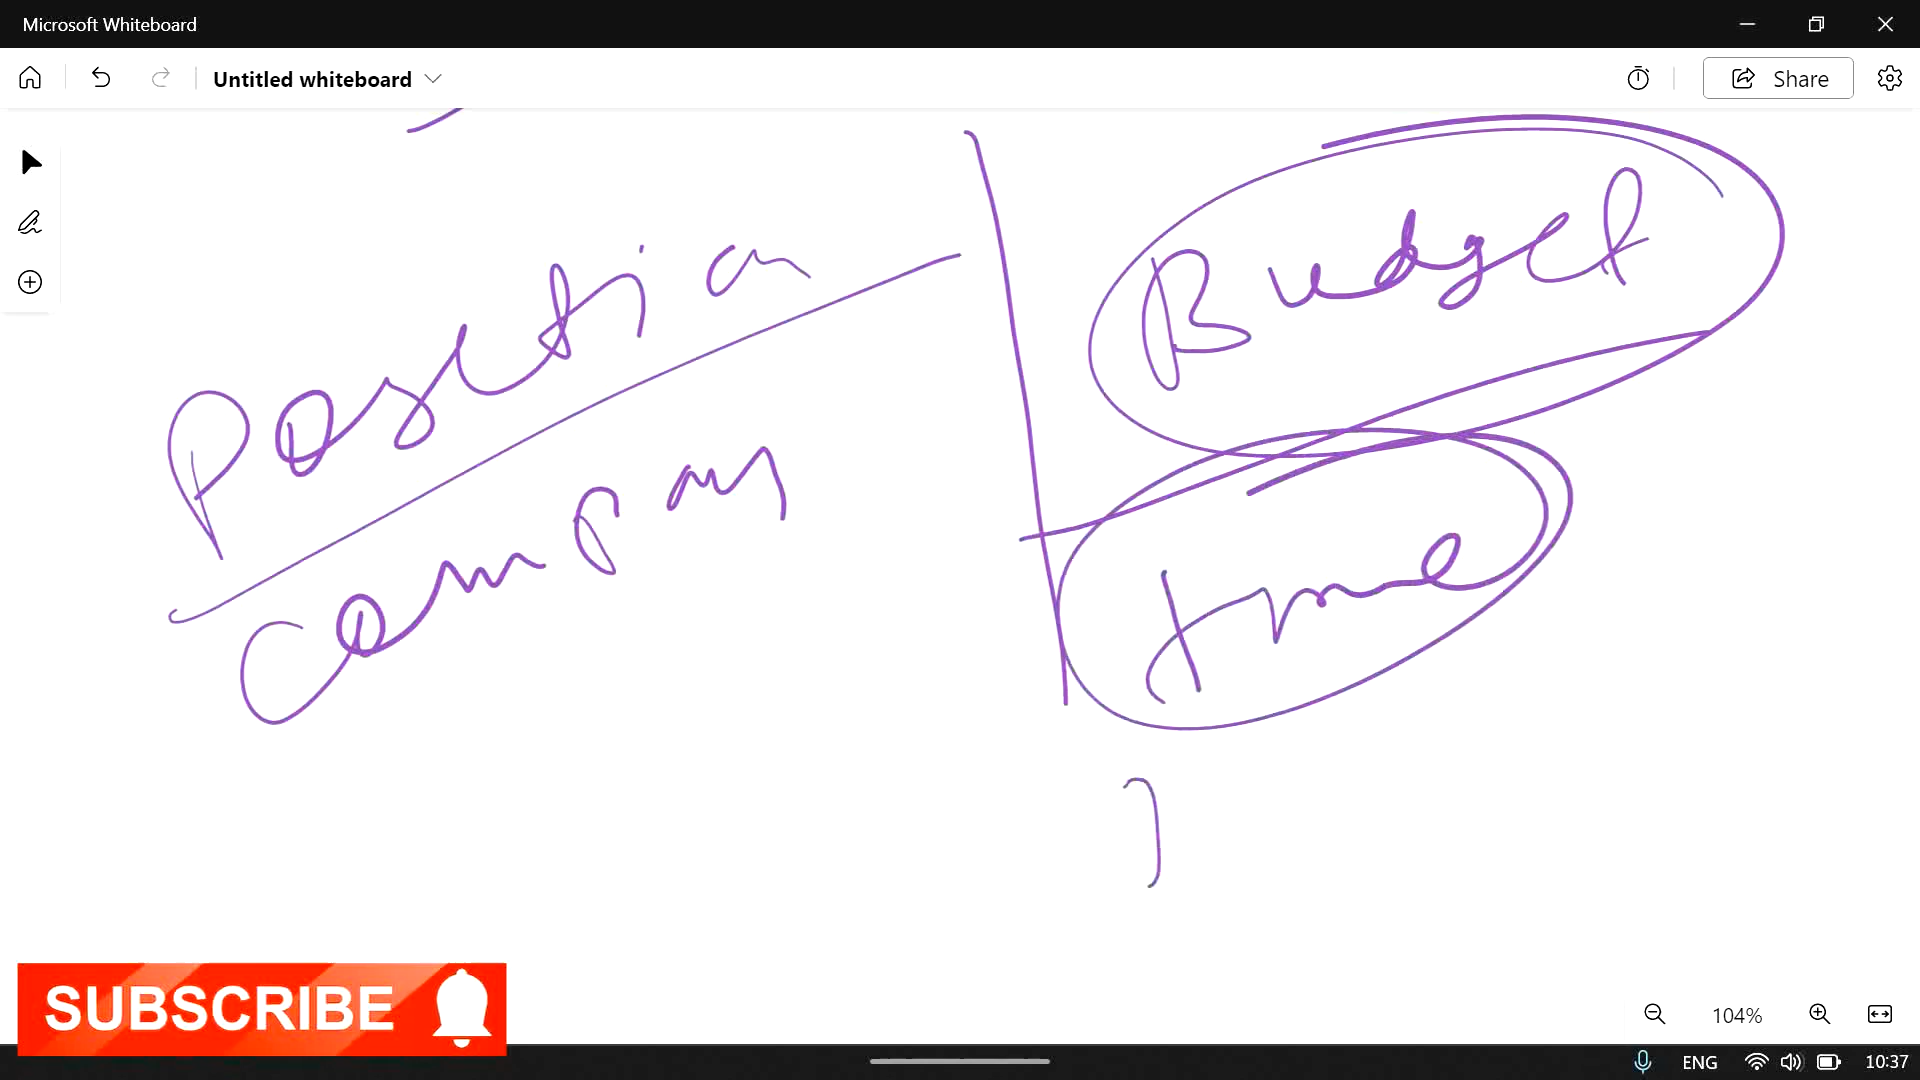 Microsoft Whiteboard
Untitled whiteboard
Share
Position
Company
Budget
Time
SUBSCRIBE
104%
ENG
10:37